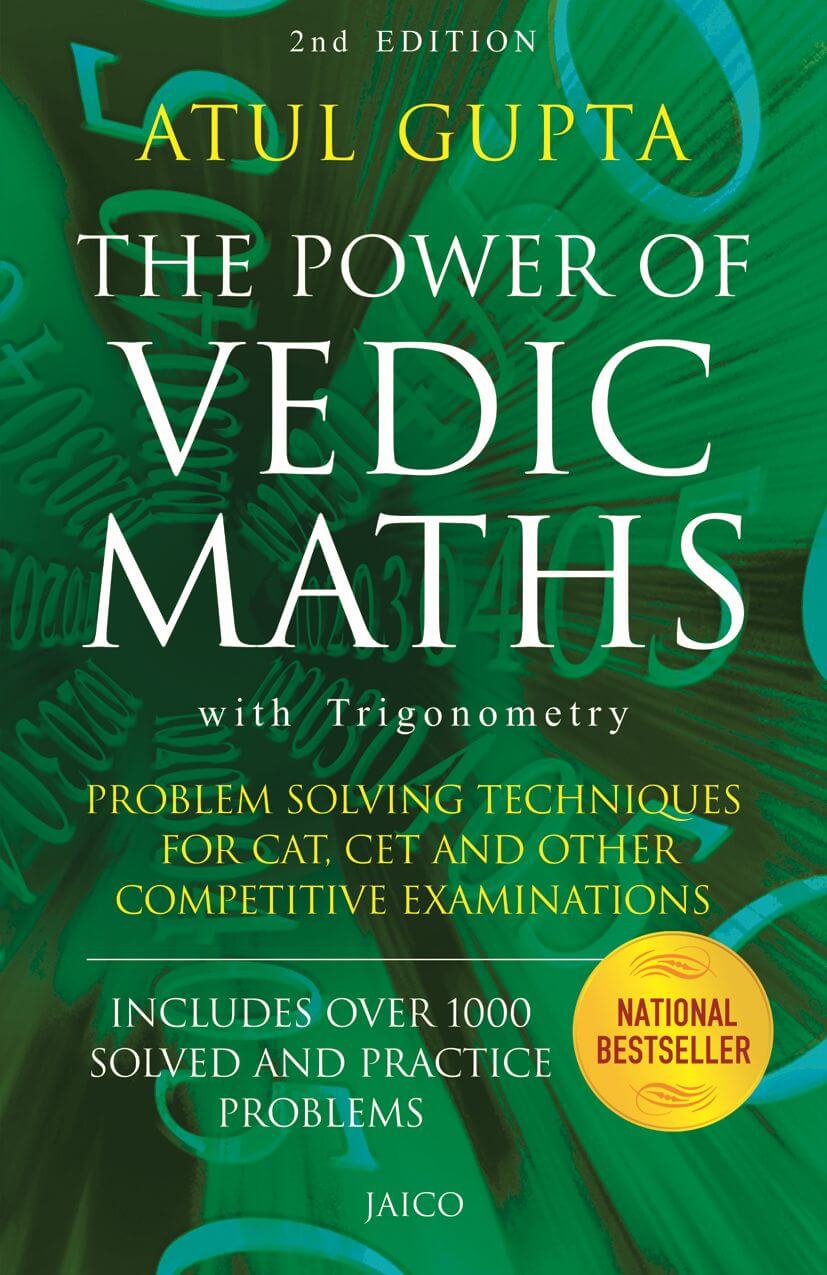 2nd EDITION
ATUL GUPTA
THE POWER OF
VEDIC
MATHS
with Trigonometry
PROBLEM SOLVING TECHNIQUES
FOR CAT, CET AND OTHER
COMPETITIVE EXAMINATIONS
INCLUDES OVER 1000
SOLVED AND PRACTICE
PROBLEMS
NATIONAL
BESTSELLER
JAICO